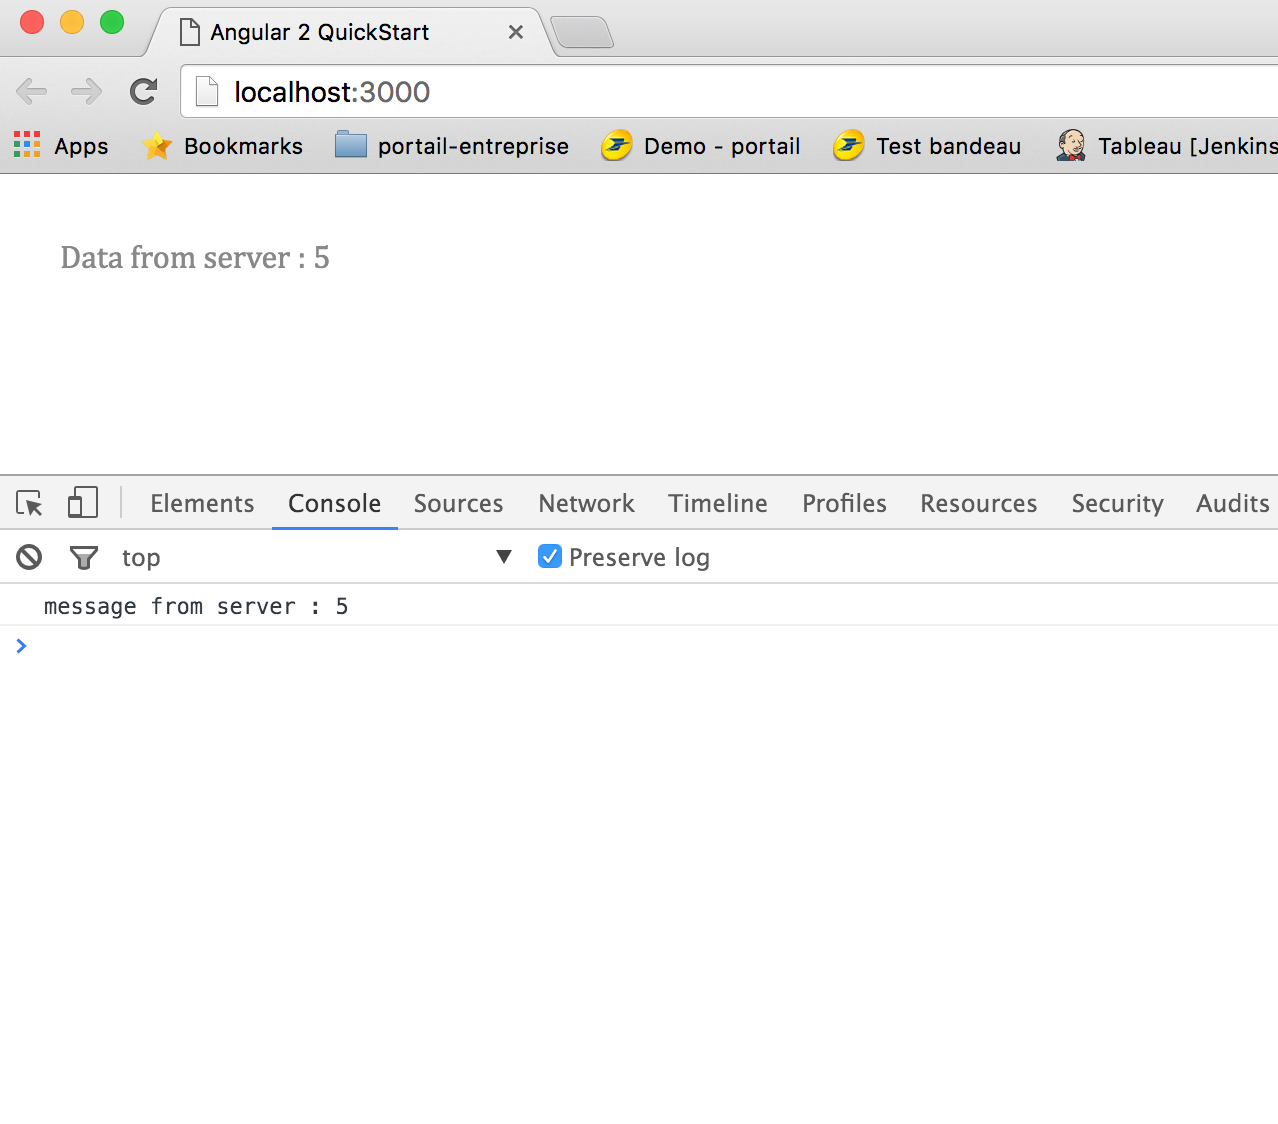 Angular 2 QuickStart
localhost:3000
Apps Bookmarks portail-entreprise Demo - portail Test bandeau Tableau [Jenkins
Data from server : 5
Elements Console Sources Network Timeline Profiles Resources Security Audits
top Preserve log
message from server : 5